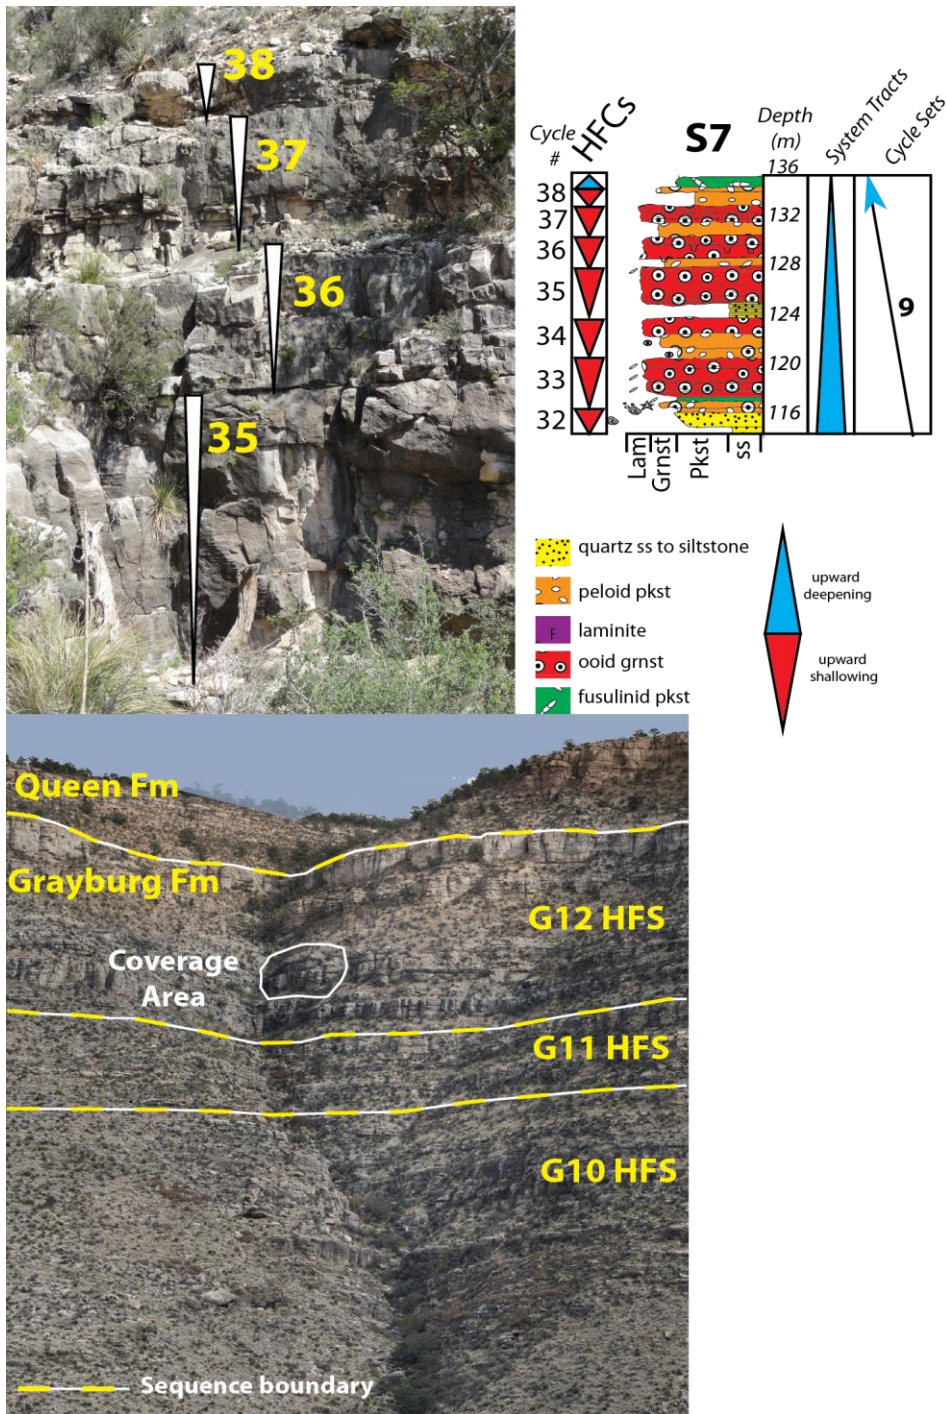 38
37
36
35
Cycle
#
HFCs
S7
Depth
(m)
System Tracts
Cycle Sets
136
132
128
124
120
116
38
37
36
35
34
33
32
9
Lam
Grnst
Pkst
ss
quartz ss to siltstone
peloid pkst
F
laminite
ooid grnst
fusulinid pkst
upward
deepening
upward
shallowing
Queen Fm
Grayburg Fm
G12 HFS
Coverage
Area
G11 HFS
G10 HFS
Sequence boundary